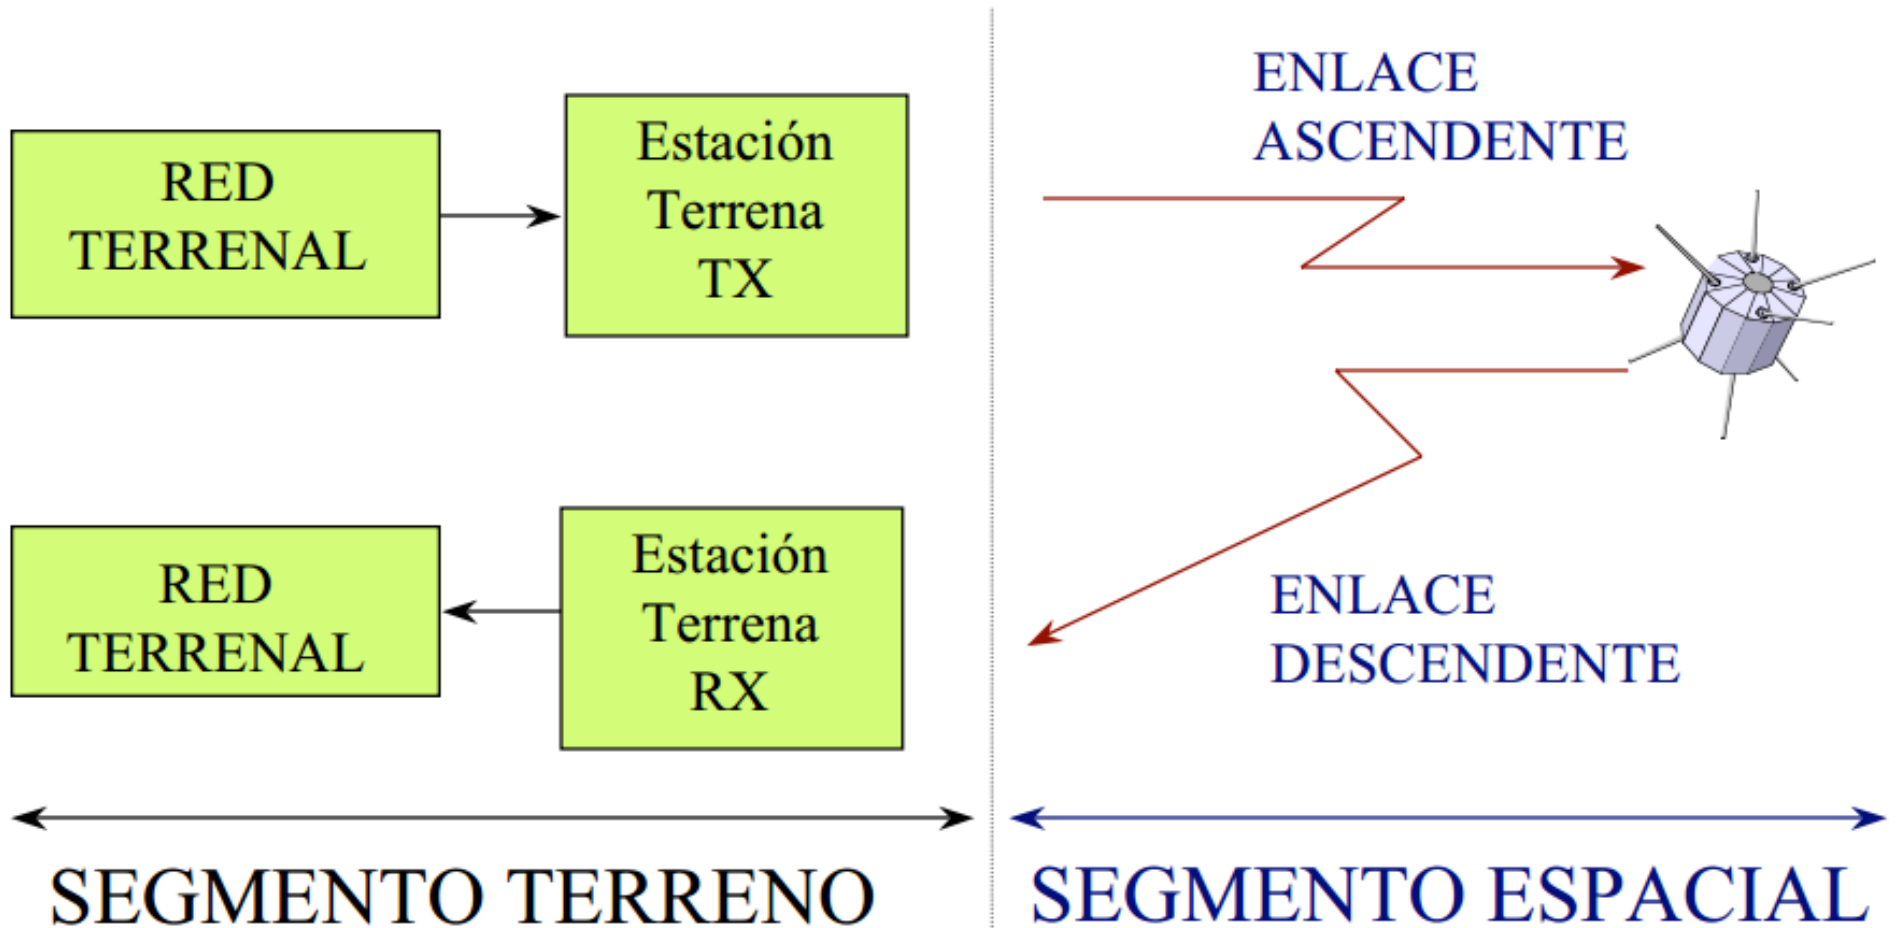 RED
TERRENAL
Estación
Terrena
TX
ENLACE
ASCENDENTE
RED
TERRENAL
Estación
Terrena
RX
ENLACE
DESCENDENTE
SEGMENTO TERRENO
SEGMENTO ESPACIAL